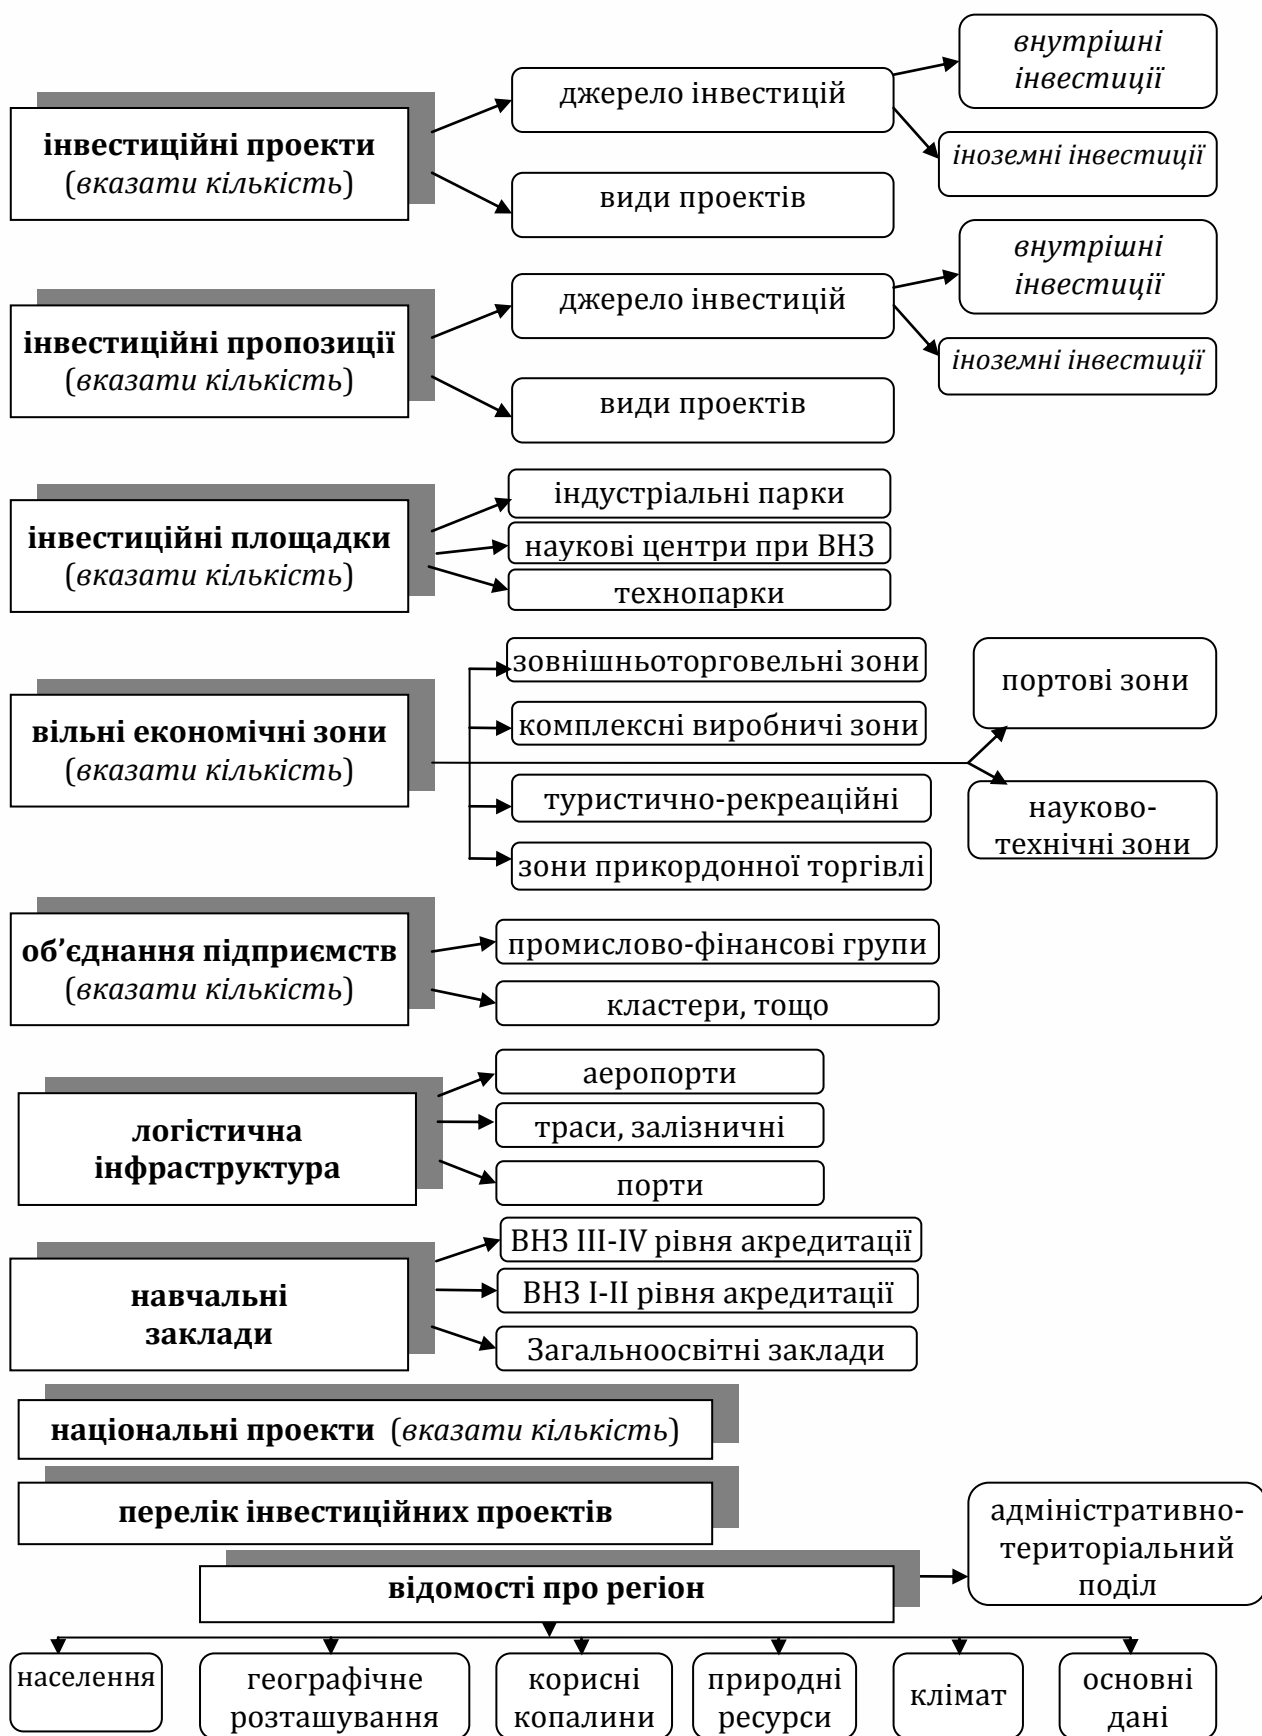 інвестиційні проекти
(вказати кількість)
джерело інвестицій
види проектів
внутрішні
інвестиції
іноземні інвестиції
інвестиційні пропозиції
(вказати кількість)
джерело інвестицій
види проектів
внутрішні
інвестиції
іноземні інвестиції
інвестиційні площадки
(вказати кількість)
індустріальні парки
наукові центри при ВНЗ
технопарки
вільні економічні зони
(вказати кількість)
зовнішньоторговельні зони
комплексні виробничі зони
туристично-рекреаційні
зони прикордонної торгівлі
портові зони
науково-
технічні зони
об’єднання підприємств
(вказати кількість)
промислово-фінансові групи
кластери, тощо
логістична
інфраструктура
аеропорти
траси, залізничні
порти
навчальні
заклади
ВНЗ III-IV рівня акредитації
ВНЗ I-II рівня акредитації
Загальноосвітні заклади
національні проекти (вказати кількість)
перелік інвестиційних проектів
відомості про регіон
адміністративно-
територіальний
поділ
населення
географічне
розташування
корисні
копалини
природні
ресурси
клімат
основні
дані